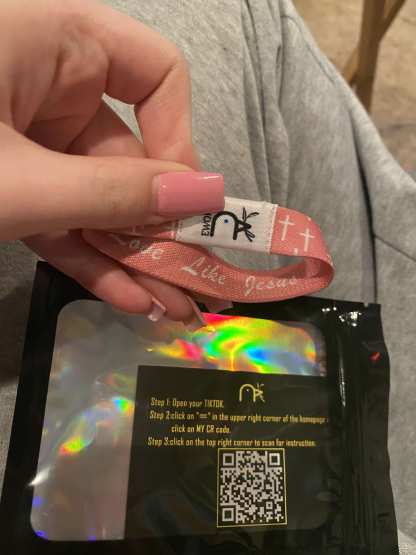 Love Like Jesus
Step 1: Open your TIKTOK.
Step 2:click on "==" in the upper right corner of the homepage
click on MY CR code.
Step 3:click on the top right corner to scan for instruction.